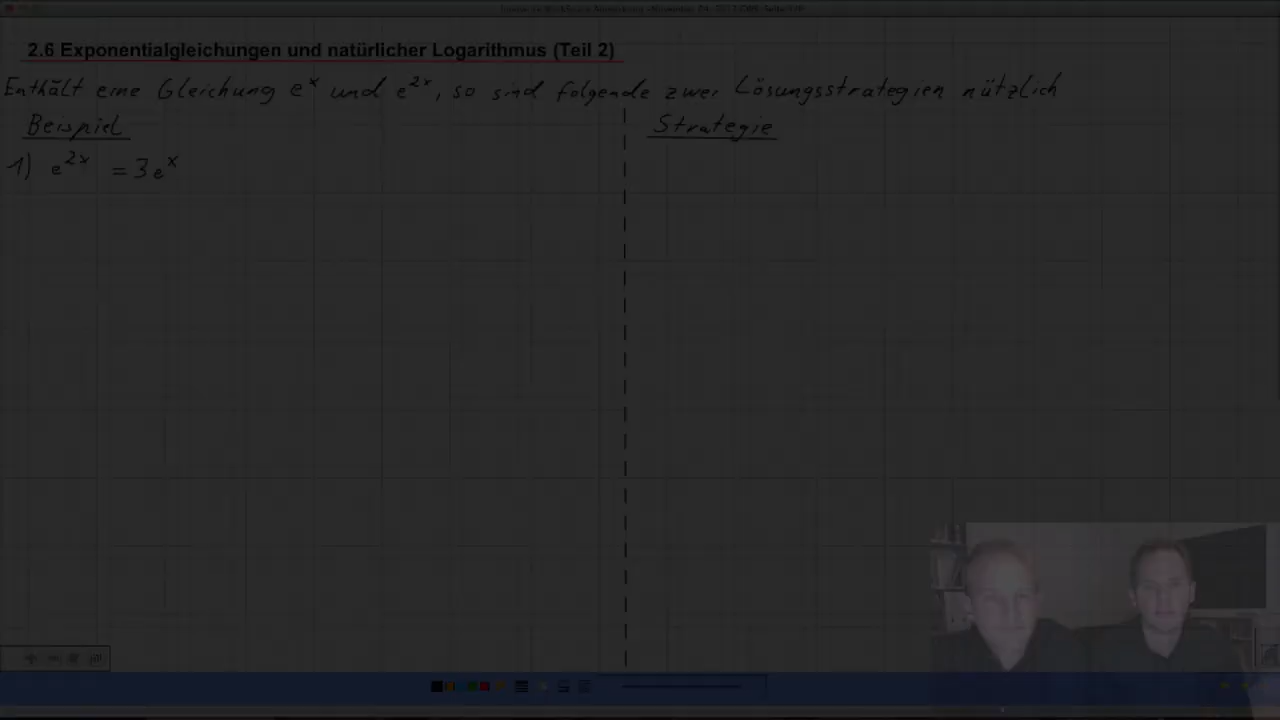 2.6 Exponentialgleichungen und natürlicher Logarithmus (Teil 2)
Enthält eine Gleichung e^x und e^2x, so sind folgende zwei Lösungsstrategien nützlich
Beispiel
Strategie
1) e^2x = 3e^x